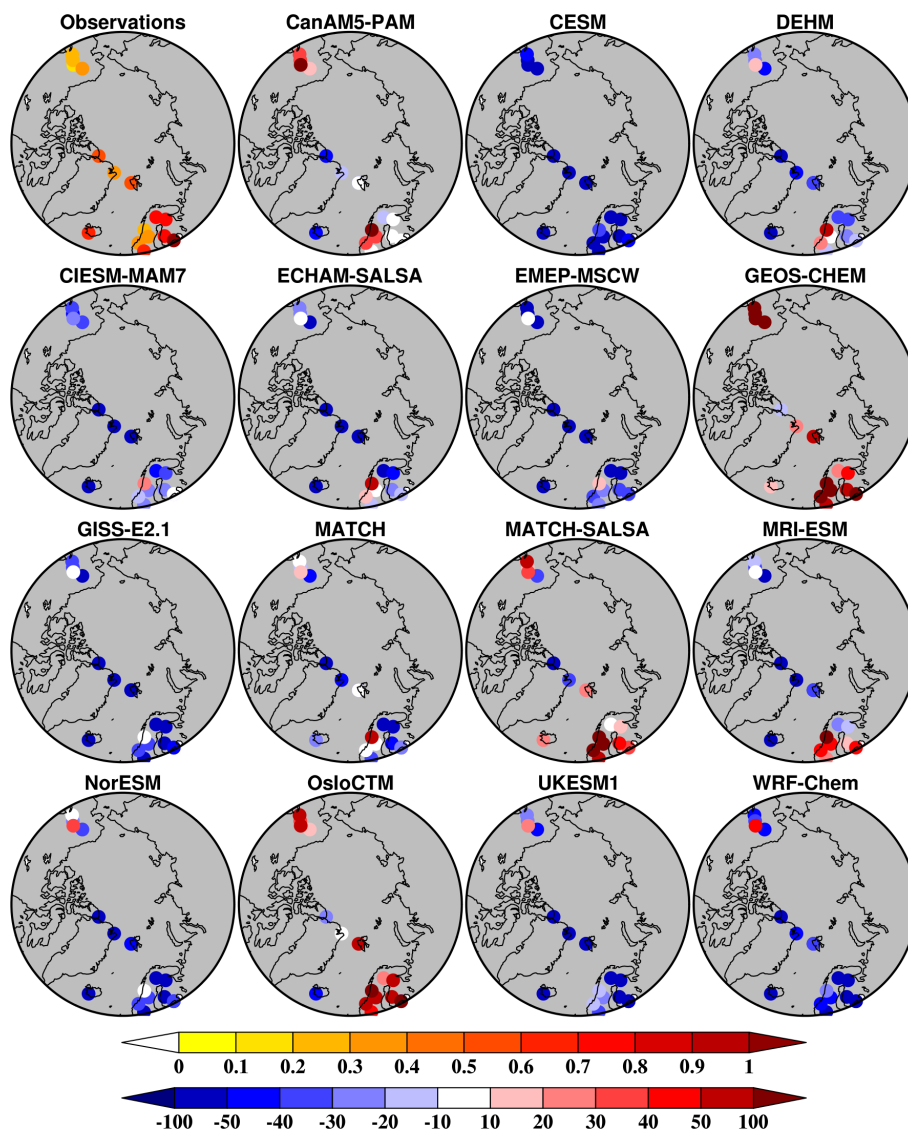 Observations CanAM5-PAM CESM DEHM
CIESM-MAM7 ECHAM-SALSA EMEP-MSCW GEOS-CHEM
GISS-E2.1 MATCH MATCH-SALSA MRI-ESM
NorESM OsloCTM UKESM1 WRF-Chem
0 0.1 0.2 0.3 0.4 0.5 0.6 0.7 0.8 0.9 1
-100 -50 -40 -30 -20 -10 10 20 30 40 50 100